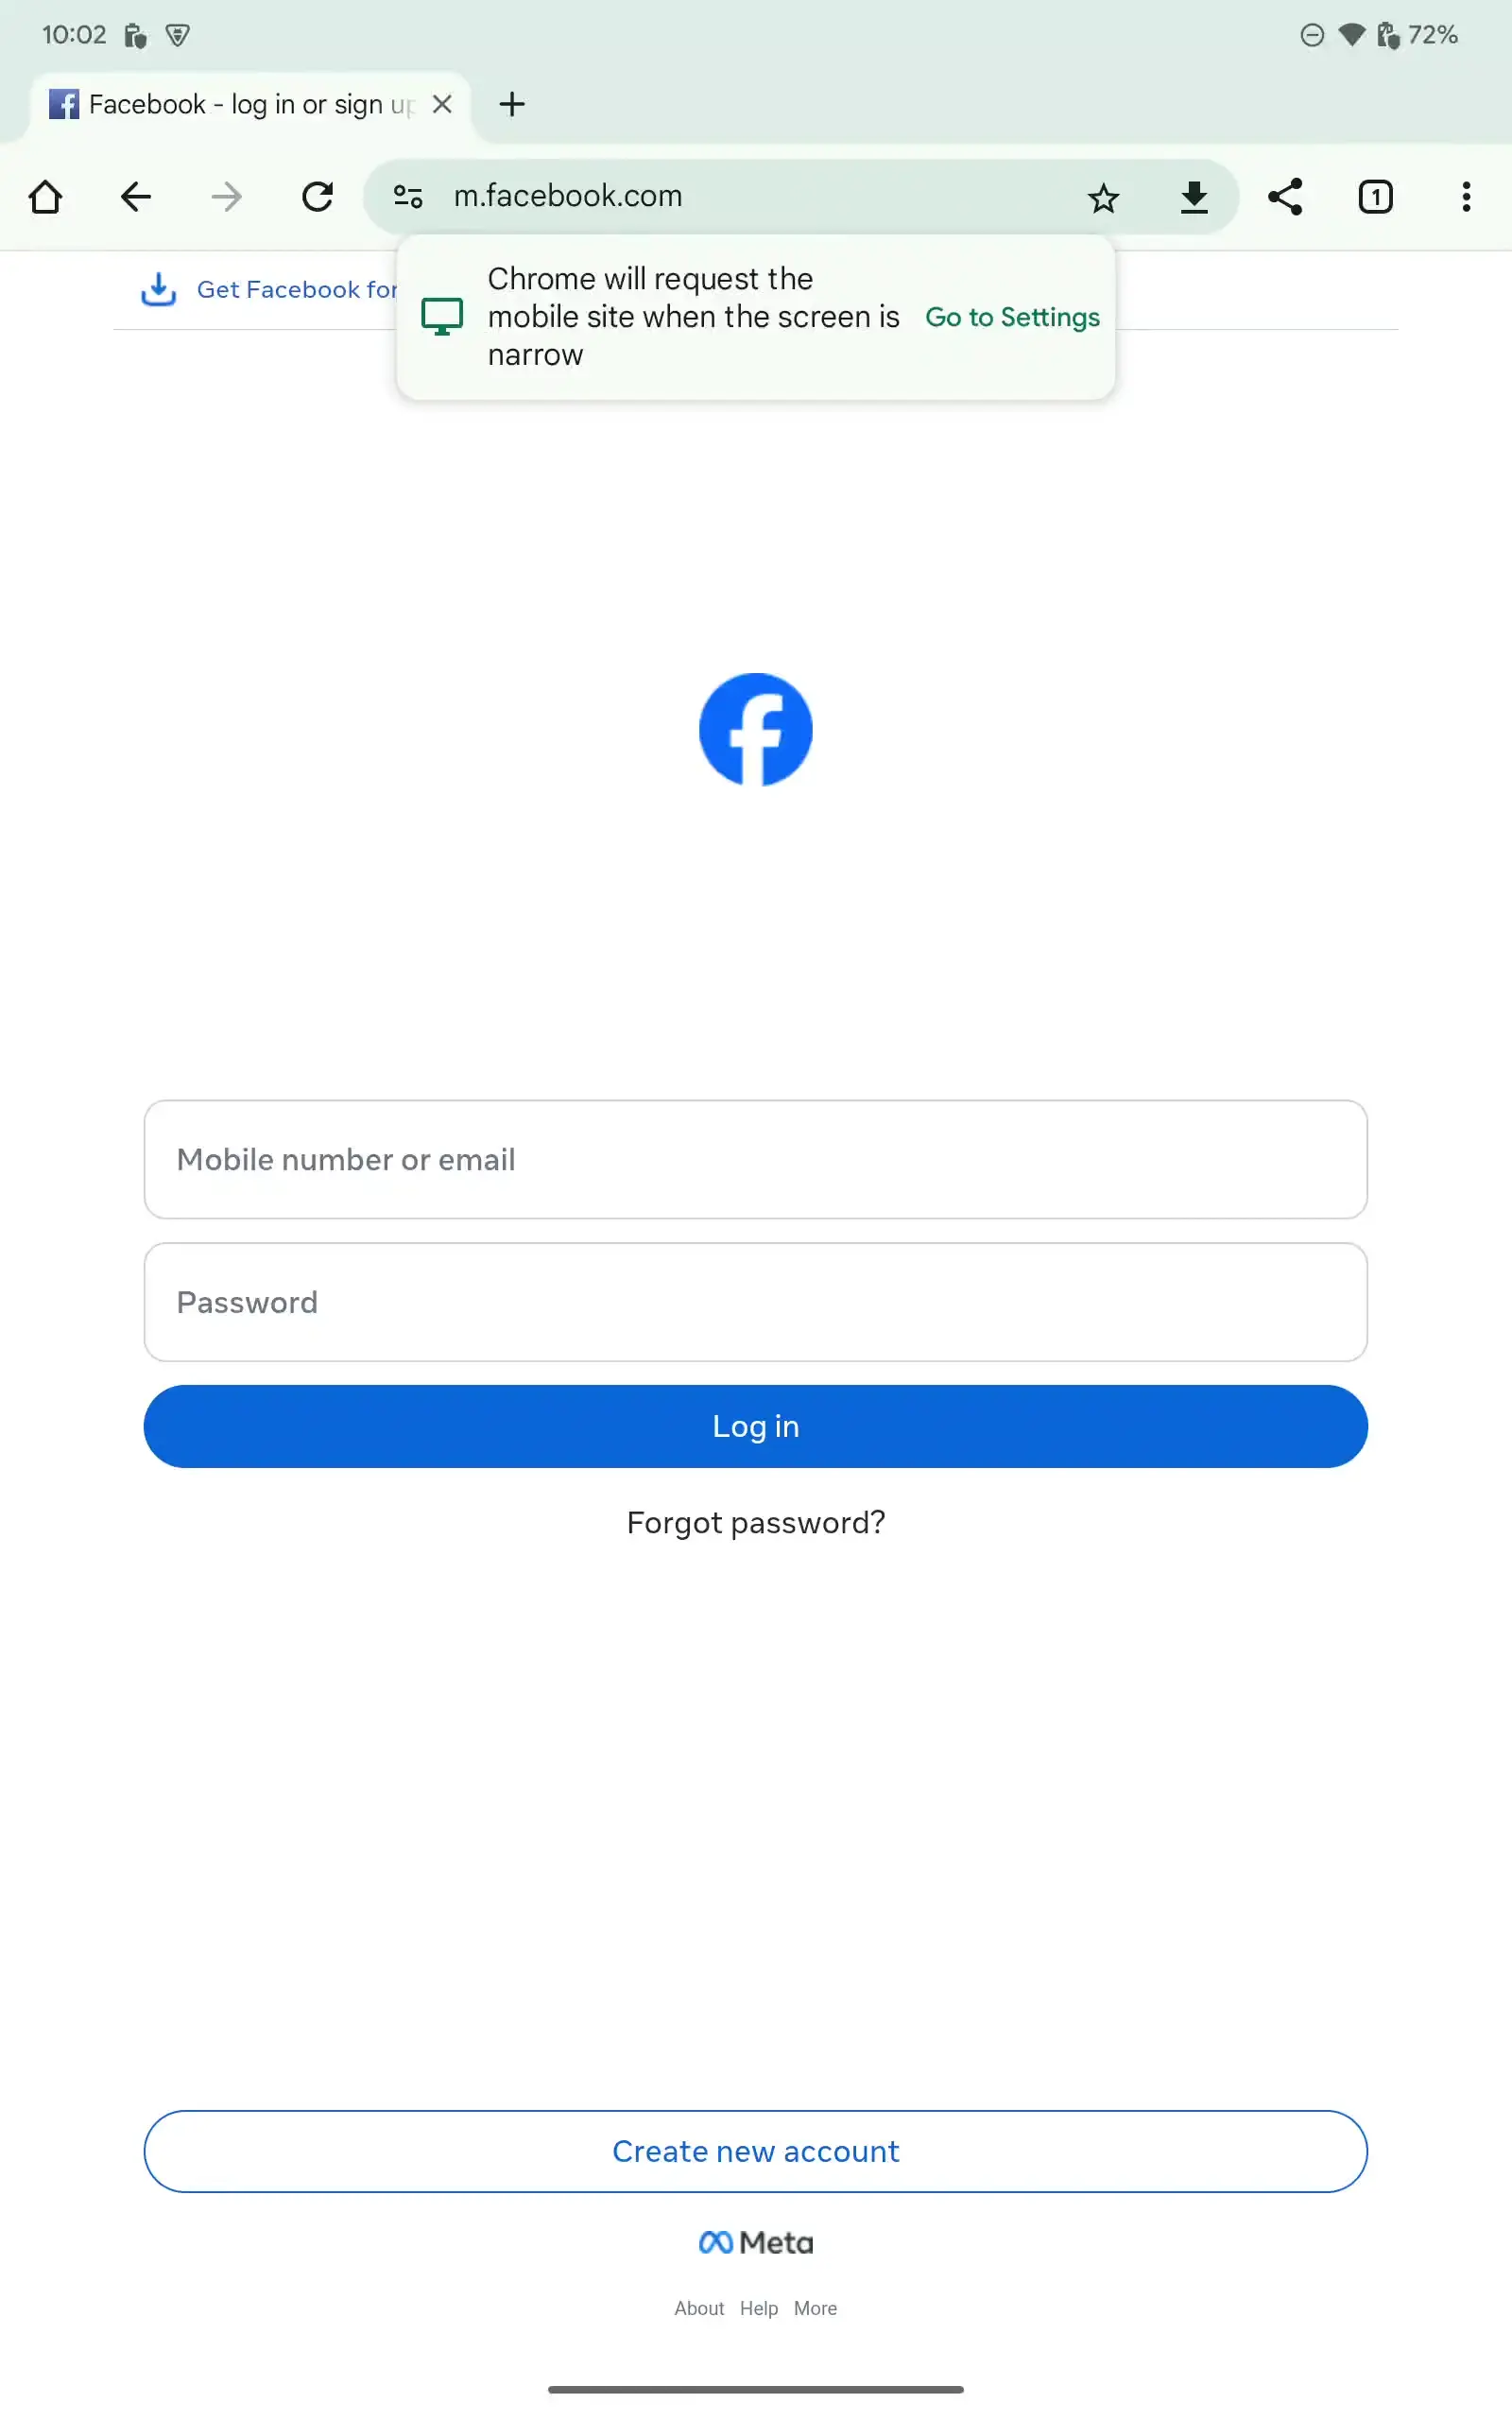 10:02
72%
Facebook - log in or sign up
m.facebook.com
1
Get Facebook for
Chrome will request the
mobile site when the screen is
narrow
Go to Settings
Mobile number or email
Password
Log in
Forgot password?
Create new account
Meta
About Help More